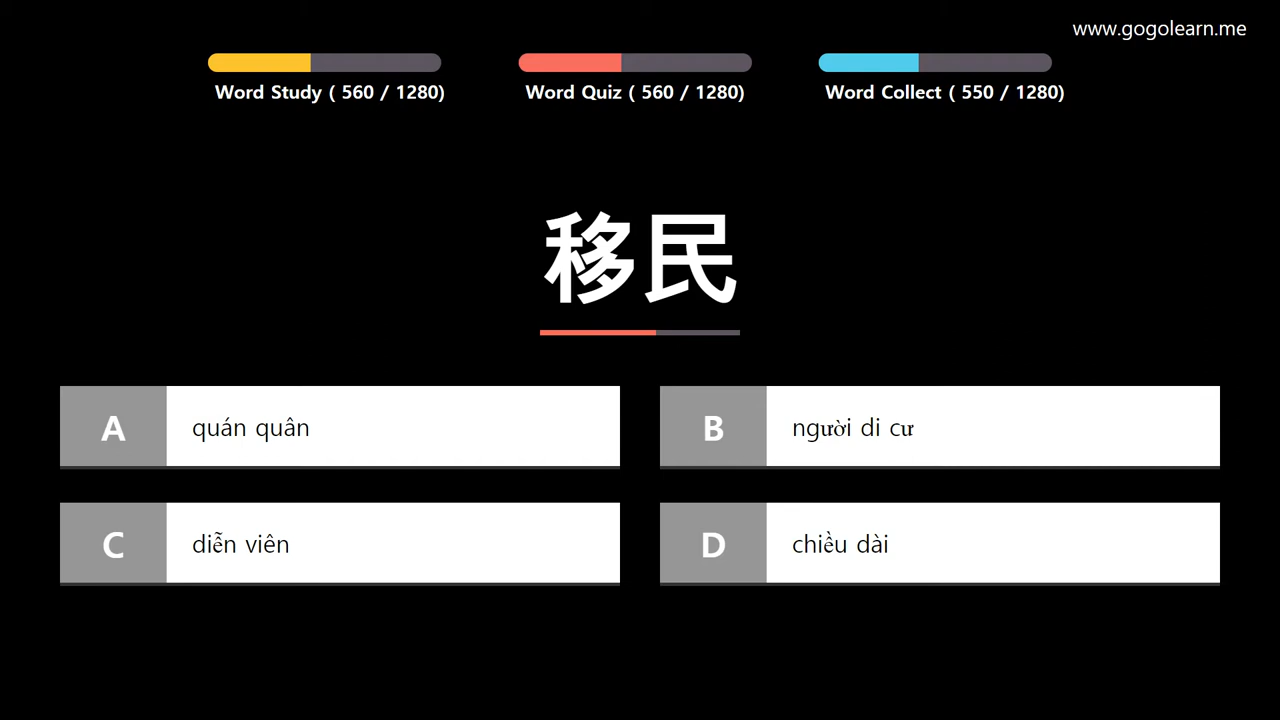 www.gogolearn.me
Word Study ( 560 / 1280)
Word Quiz ( 560 / 1280)
Word Collect ( 550 / 1280)
移民
A quán quân
B người di cư
C diễn viên
D chiều dài